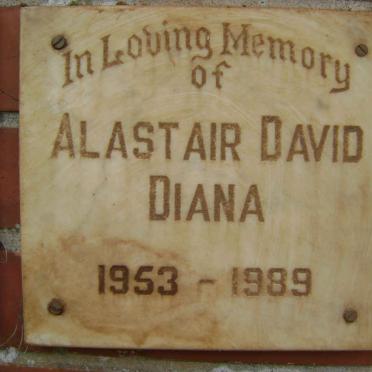 In Loving Memory
of
ALASTAIR DAVID
DIANA
1953 - 1989